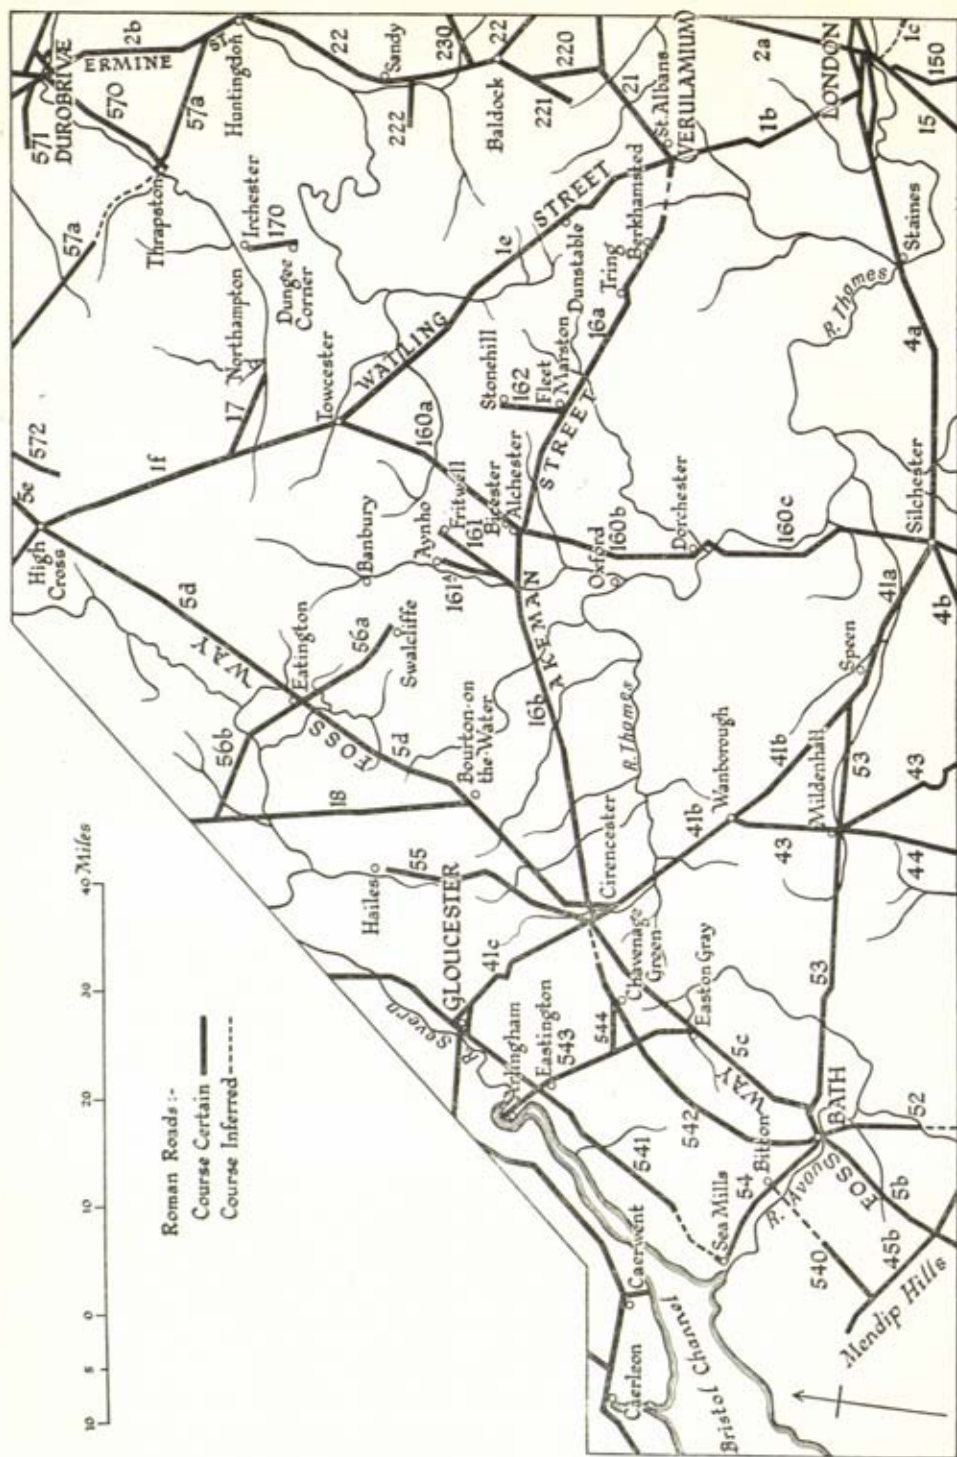 10
5
0
10
20
30
40 Miles
Roman Roads :-
Course Certain
Course Inferred
High
Cross
5e
572
57a
571
DUROBRIVÆ
2b
ERMINE
ST.
570
57a
Thrapston
Huntingdon
1f
17
Northampton
Irchester
170
Dungee
Corner
22
Sandy
222
230
22
Baldock
221
220
21
Towcester
WATLING
STREET
1e
Dunstable
5d
WAY
FOSS
Eatington
56b
56a
Swalcliffe
5d
Banbury
Aynho
161A
Fritwell
161
160a
Bicester
Alchester
Stonehill
162
Fleet
Marston
16a
Tring
Berkhamsted
St. Albans
VERULAMIUM
18
Bourton-on
the-Water
16b
AKEMAN
STREET
Hailes
55
GLOUCESTER
R. Severn
41c
Arlingham
Eastington
543
544
Chavenage
Green
Cirencester
Oxford
160b
R. Thames
Dorchester
160c
1b
2a
LONDON
1c
150
15
R. Thames
Staines
4a
Caerleon
Caerwent
Bristol Channel
541
542
Sea Mills
54
Bitton
R. Avon
WAY
5c
Easton Gray
41b
Wanborough
41b
43
Mildenhall
53
Speen
41a
Silchester
4b
BATH
53
FOSS
5b
52
540
45b
Mendip Hills
44
43